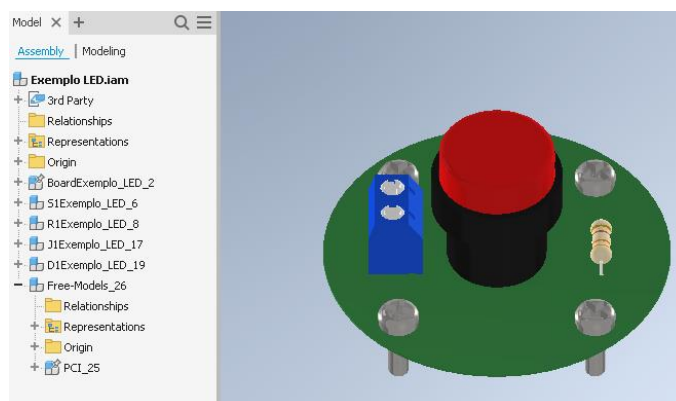 Model
Assembly | Modeling
Exemplo LED.iam
3rd Party
Relationships
Representations
Origin
BoardExemplo_LED_2
S1Exemplo_LED_6
R1Exemplo_LED_8
J1Exemplo_LED_17
D1Exemplo_LED_19
Free-Models_26
Relationships
Representations
Origin
PCI_25